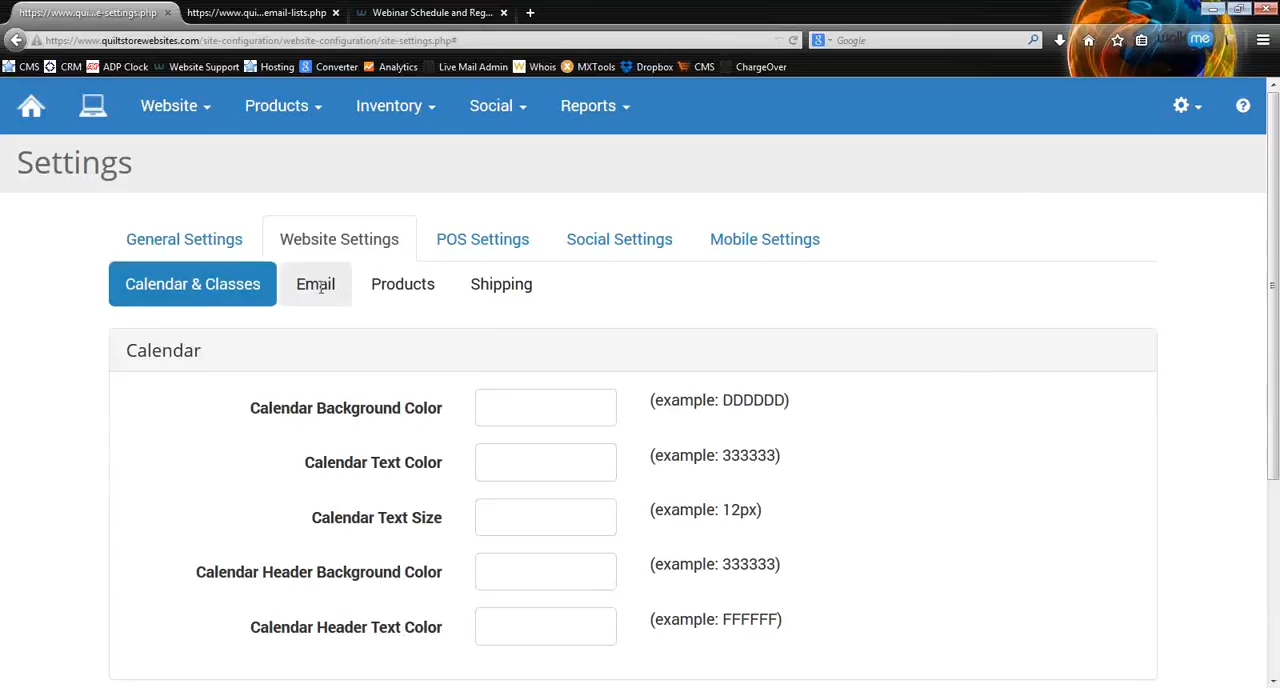 https://www.qui...e-settings.php × https://www.qui...email-lists.php × Webinar Schedule and Reg... × +
https://www.quiltstorewebsites.com/site-configuration/website-configuration/site-settings.php# Google walkme
CMS CRM ADP Clock Website Support Hosting Converter Analytics Live Mail Admin Whois MXTools Dropbox CMS ChargeOver
Website Products Inventory Social Reports
Settings
General Settings Website Settings POS Settings Social Settings Mobile Settings
Calendar & Classes Email Products Shipping
Calendar
Calendar Background Color (example: DDDDDD)
Calendar Text Color (example: 333333)
Calendar Text Size (example: 12px)
Calendar Header Background Color (example: 333333)
Calendar Header Text Color (example: FFFFFF)